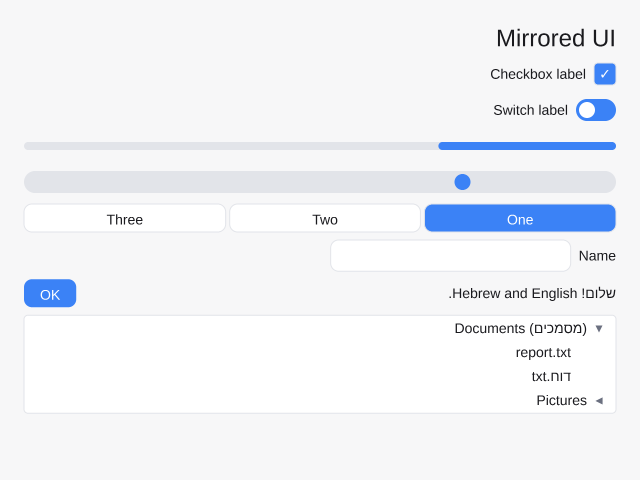 Mirrored UI
Checkbox label
Switch label
One
Two
Three
Name
שלום! Hebrew and English.
OK
Documents (מסמכים)
report.txt
דוח.txt
Pictures